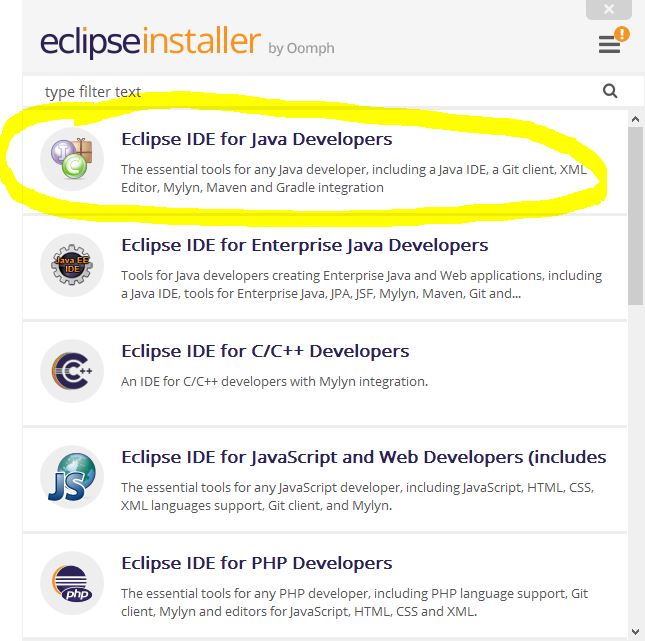 eclipseinstaller by Oomph
!
type filter text
Eclipse IDE for Java Developers
The essential tools for any Java developer, including a Java IDE, a Git client, XML
Editor, Mylyn, Maven and Gradle integration
Java EE
IDE
Eclipse IDE for Enterprise Java Developers
Tools for Java developers creating Enterprise Java and Web applications, including
a Java IDE, tools for Enterprise Java, JPA, JSF, Mylyn, Maven, Git and...
C++
Eclipse IDE for C/C++ Developers
An IDE for C/C++ developers with Mylyn integration.
JS
Eclipse IDE for JavaScript and Web Developers (includes
The essential tools for any JavaScript developer, including JavaScript, HTML, CSS,
XML languages support, Git client, and Mylyn.
php
Eclipse IDE for PHP Developers
The essential tools for any PHP developer, including PHP language support, Git
client, Mylyn and editors for JavaScript, HTML, CSS and XML.